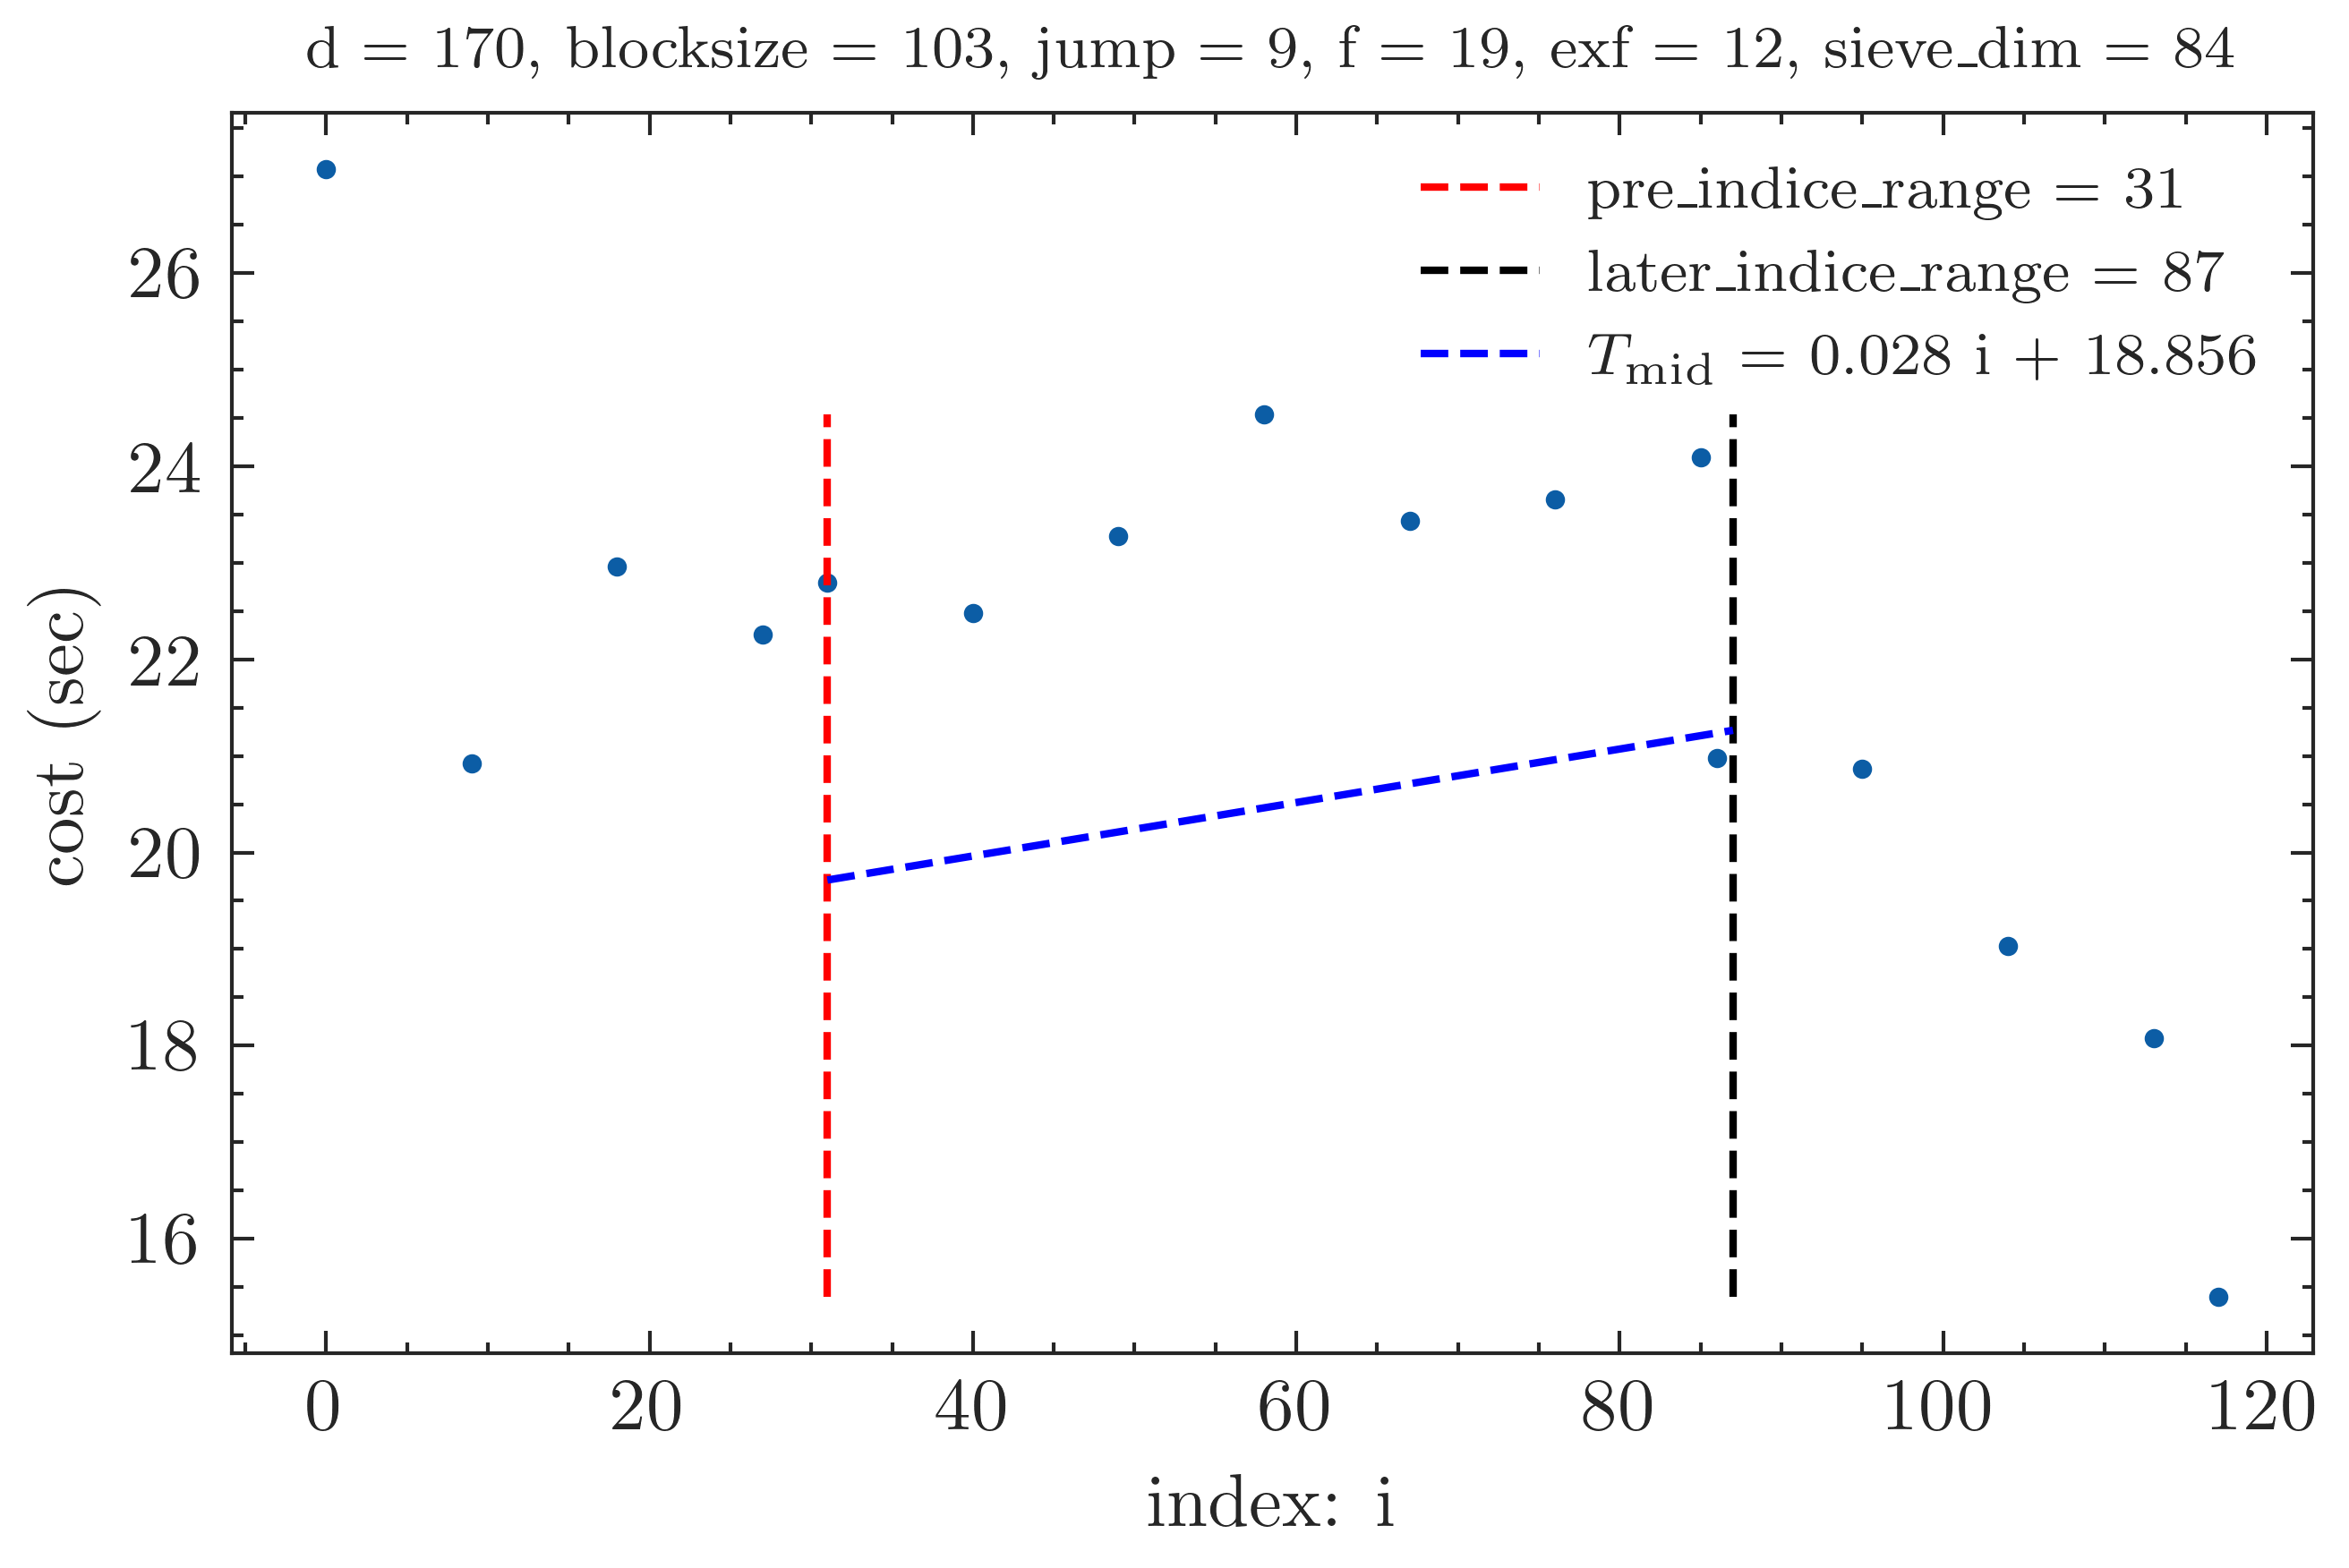 d = 170, blocksize = 103, jump = 9, f = 19, exf = 12, sieve_dim = 84
pre_indice_range = 31
later_indice_range = 87
T_mid = 0.028 i + 18.856
cost (sec)
26
24
22
20
18
16
0 20 40 60 80 100 120
index: i